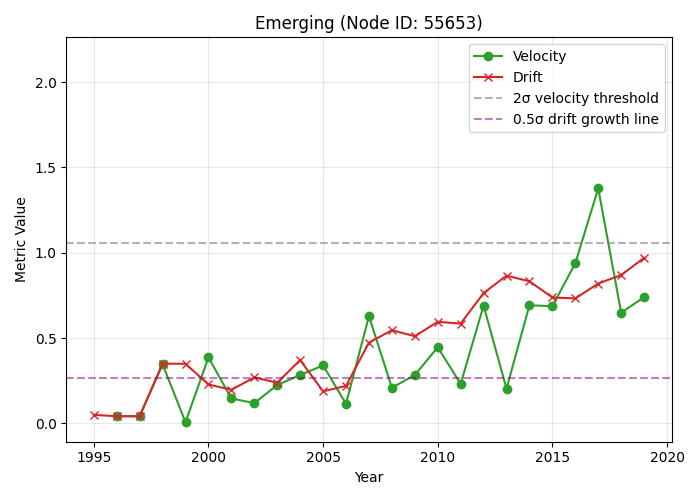 Emerging (Node ID: 55653)
Velocity
Drift
2σ velocity threshold
0.5σ drift growth line
Metric Value
2.0
1.5
1.0
0.5
0.0
1995 2000 2005 2010 2015 2020
Year